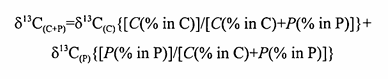 δ¹³C₍C+P₎=δ¹³C₍C₎{[C(% in C)]/[C(% in C)+P(% in P)]}+
δ¹³C₍P₎{[P(% in P)]/[C(% in C)+P(% in P)]}